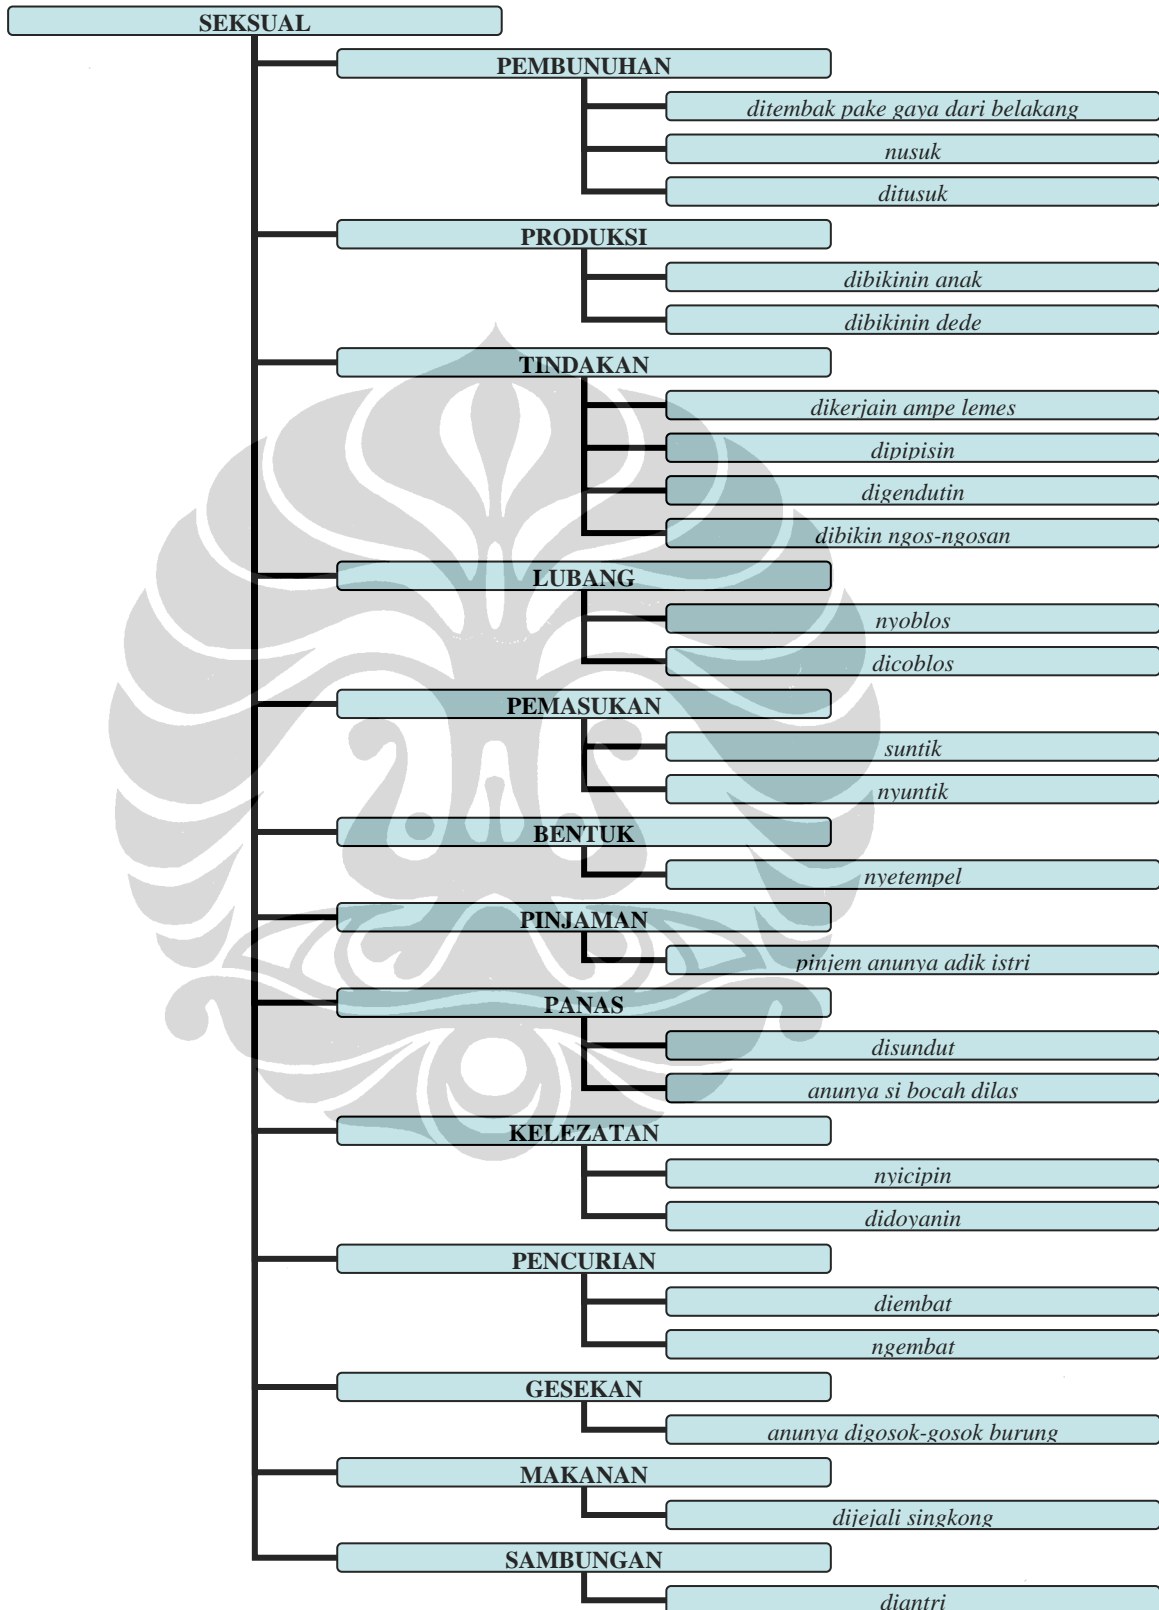 SEKSUAL
PEMBUNUHAN
ditembak pake gaya dari belakang
nusuk
ditusuk
PRODUKSI
dibikinin anak
dibikinin dede
TINDAKAN
dikerjain ampe lemes
dipipisin
digendutin
dibikin ngos-ngosan
LUBANG
nyoblos
dicoblos
PEMASUKAN
suntik
nyuntik
BENTUK
nyetempel
PINJAMAN
pinjem anunya adik istri
PANAS
disundut
anunya si bocah dilas
KELEZATAN
nyicipin
didoyanin
PENCURIAN
diembat
ngembat
GESEKAN
anunya digosok-gosok burung
MAKANAN
dijejali singkong
SAMBUNGAN
diantri